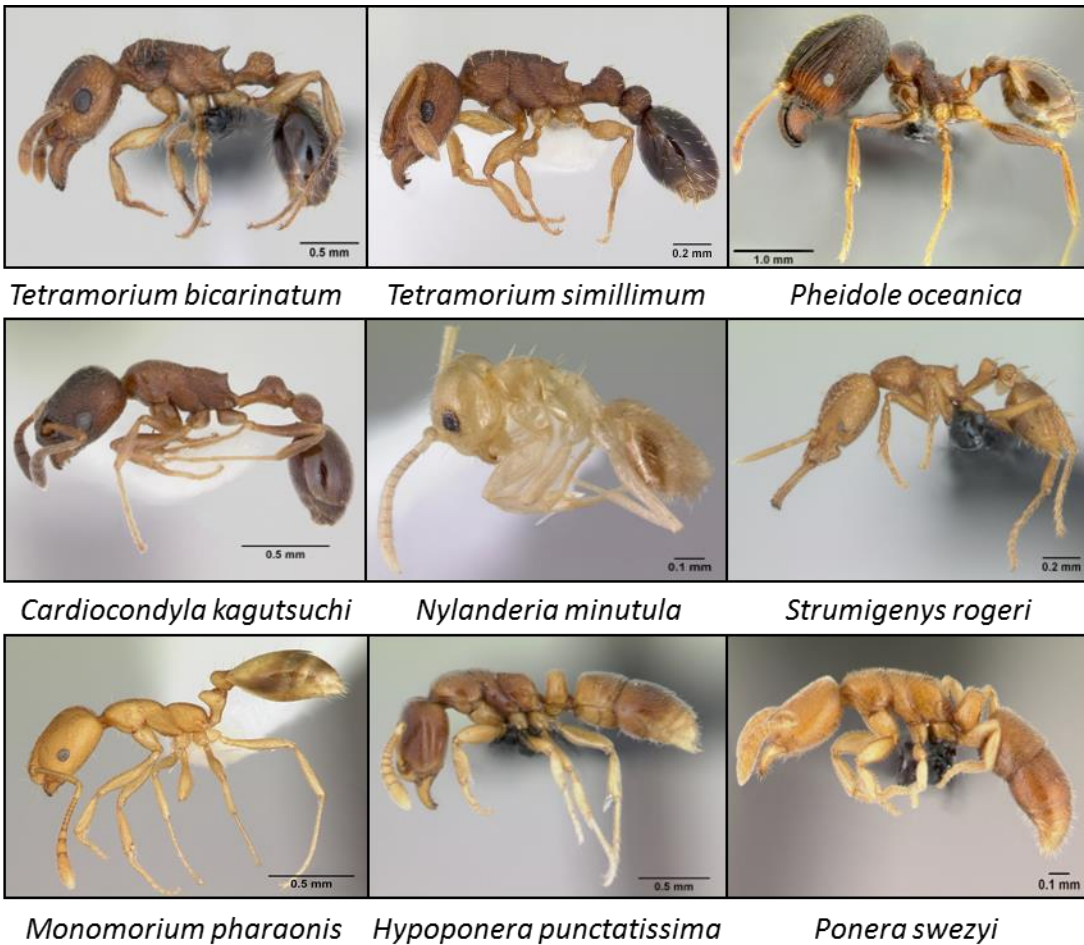 0.5 mm
0.2 mm
1.0 mm
Tetramorium bicarinatum
Tetramorium simillimum
Pheidole oceanica
0.5 mm
0.1 mm
0.2 mm
Cardiocondyla kagutsuchi
Nylanderia minutula
Strumigenys rogeri
0.5 mm
0.5 mm
0.1 mm
Monomorium pharaonis
Hypoponera punctatissima
Ponera swezyi